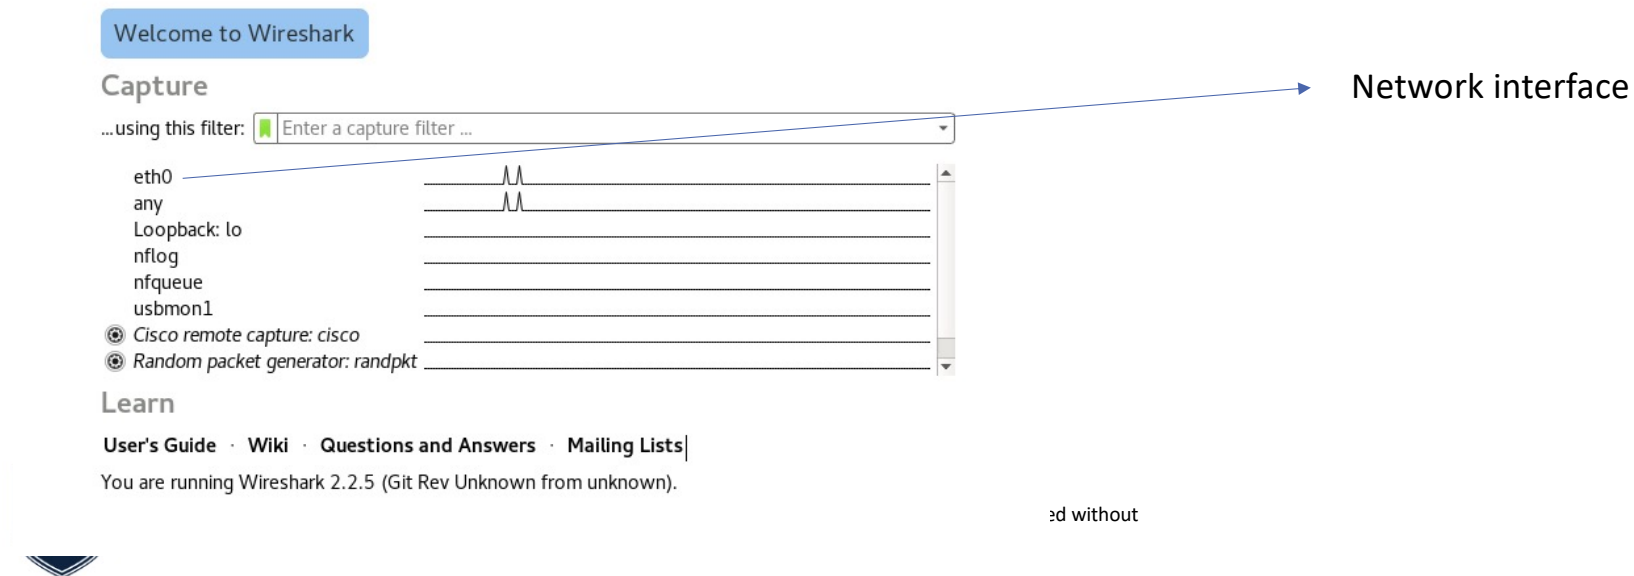 Welcome to Wireshark
Capture
Network interface
...using this filter: Enter a capture filter ...
eth0
any
Loopback: lo
nflog
nfqueue
usbmon1
Cisco remote capture: cisco
Random packet generator: randpkt
Learn
User's Guide · Wiki · Questions and Answers · Mailing Lists
You are running Wireshark 2.2.5 (Git Rev Unknown from unknown).
ed without